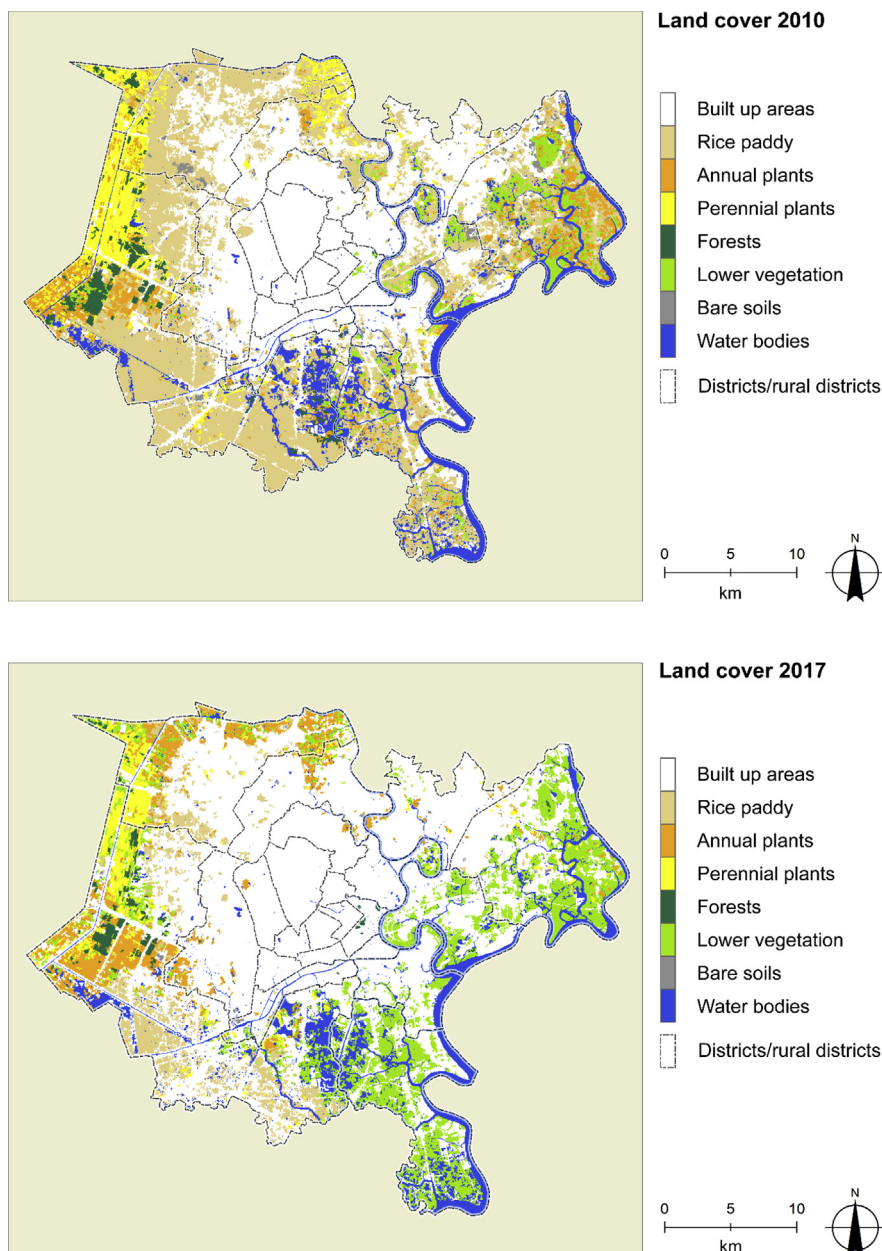 Land cover 2010
Built up areas
Rice paddy
Annual plants
Perennial plants
Forests
Lower vegetation
Bare soils
Water bodies
Districts/rural districts
N
0 5 10
km
Land cover 2017
Built up areas
Rice paddy
Annual plants
Perennial plants
Forests
Lower vegetation
Bare soils
Water bodies
Districts/rural districts
N
0 5 10
km